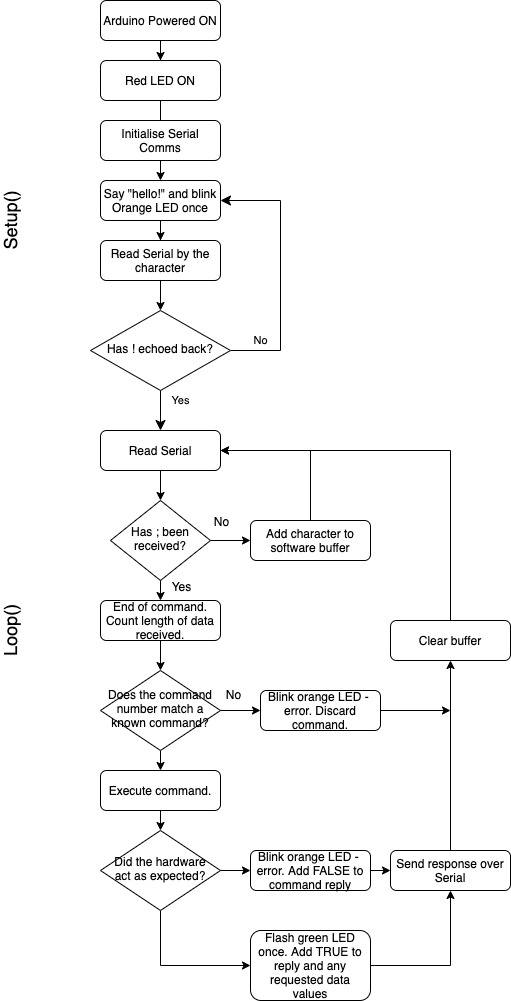 Arduino Powered ON
Red LED ON
Initialise Serial
Comms
Setup()
Say "hello!" and blink
Orange LED once
Read Serial by the
character
Has ! echoed back?
No
Yes
Read Serial
Has ; been
received?
No
Add character to
software buffer
Yes
Loop()
End of command.
Count length of data
received.
Clear buffer
Does the command
number match a
known command?
No
Blink orange LED -
error. Discard
command.
Execute command.
Did the hardware
act as expected?
Blink orange LED -
error. Add FALSE to
command reply
Send response over
Serial
Flash green LED
once. Add TRUE to
reply and any
requested data
values